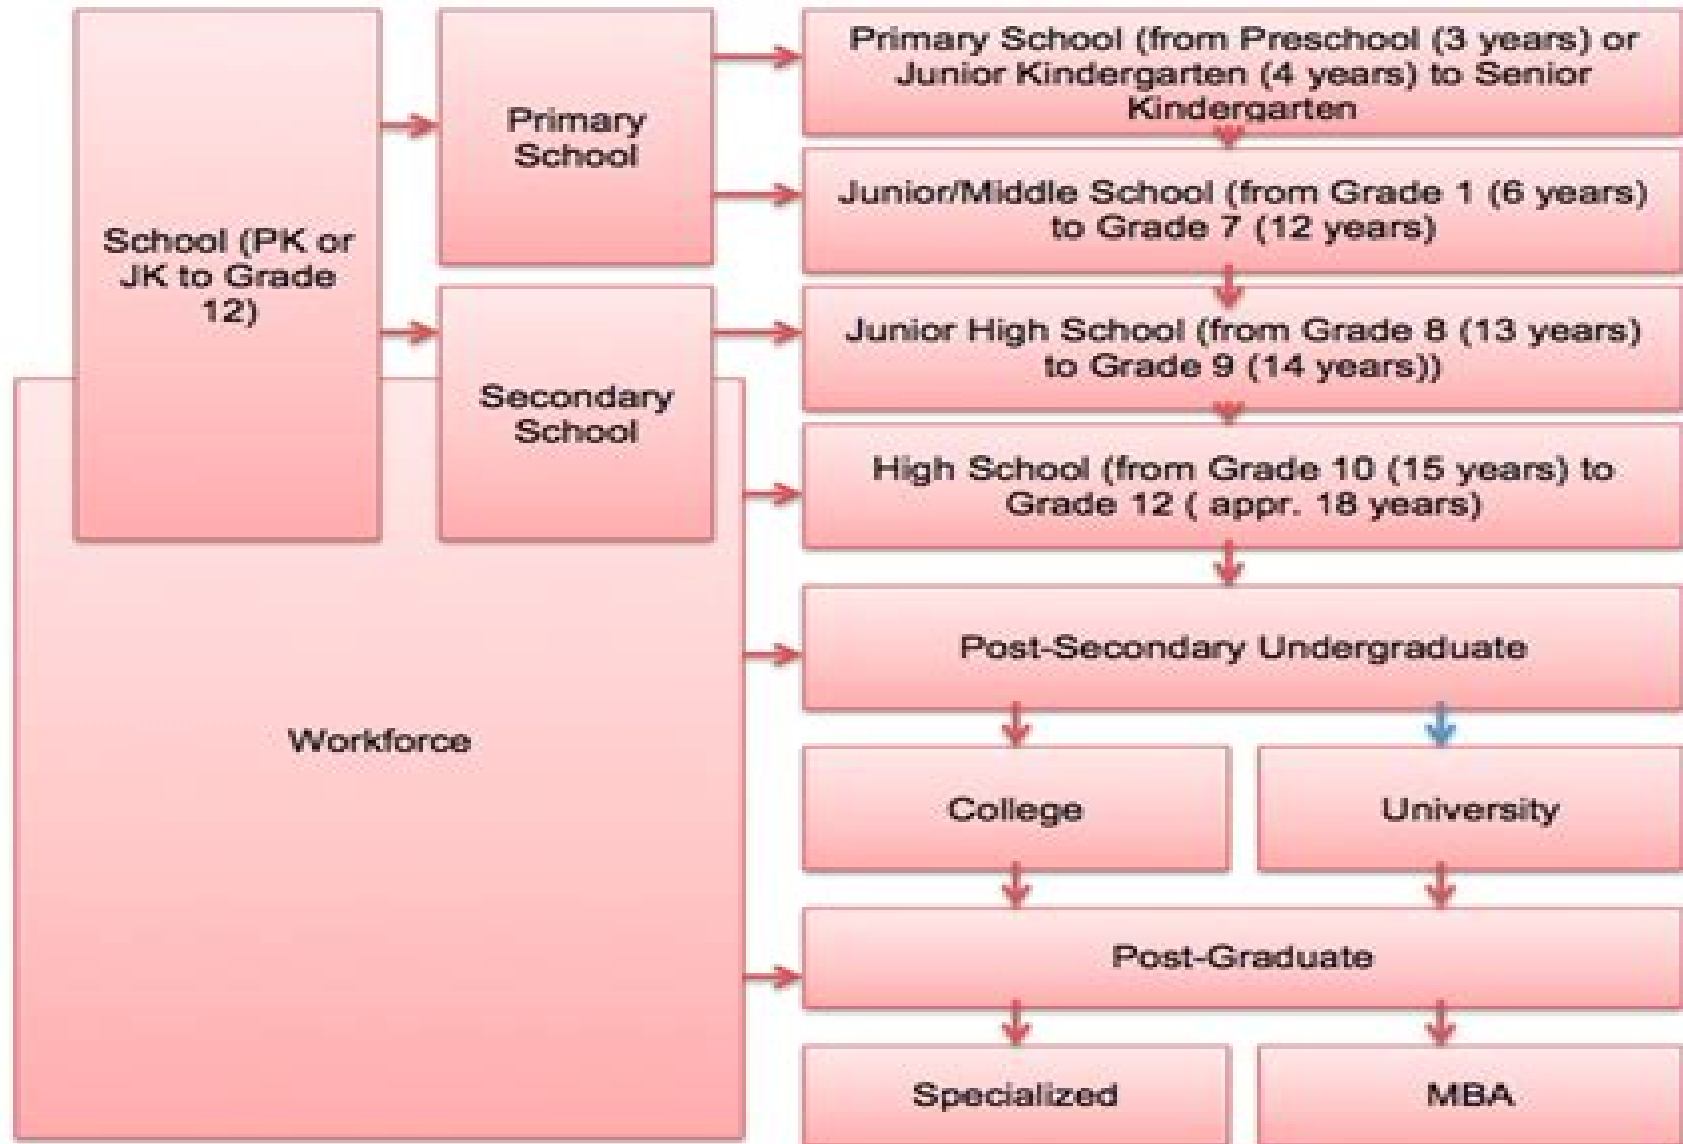 School (PK or
JK to Grade
12)
Primary
School
Secondary
School
Workforce
Primary School (from Preschool (3 years) or
Junior Kindergarten (4 years) to Senior
Kindergarten
Junior/Middle School (from Grade 1 (6 years)
to Grade 7 (12 years)
Junior High School (from Grade 8 (13 years)
to Grade 9 (14 years))
High School (from Grade 10 (15 years) to
Grade 12 ( appr. 18 years)
Post-Secondary Undergraduate
College
University
Post-Graduate
Specialized
MBA